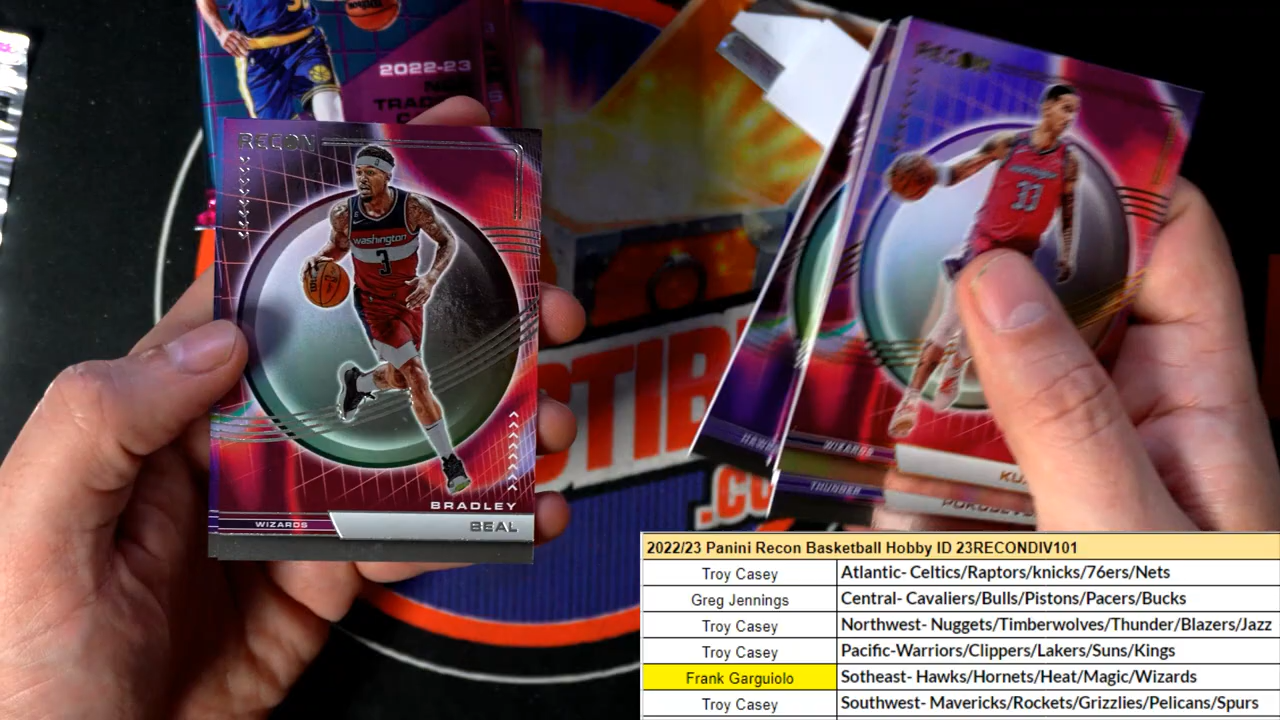 2022-23
RECON
washington
3
BRADLEY
WIZARDS
BEAL
RECON
33
HAWKS
WIZARDS
THUNDER
.CO
2022/23 Panini Recon Basketball Hobby ID 23RECONDIV101
Troy Casey Atlantic- Celtics/Raptors/knicks/76ers/Nets
Greg Jennings Central- Cavaliers/Bulls/Pistons/Pacers/Bucks
Troy Casey Northwest- Nuggets/Timberwolves/Thunder/Blazers/Jazz
Troy Casey Pacific-Warriors/Clippers/Lakers/Suns/Kings
Frank Garguiolo Sotheast- Hawks/Hornets/Heat/Magic/Wizards
Troy Casey Southwest- Mavericks/Rockets/Grizzlies/Pelicans/Spurs